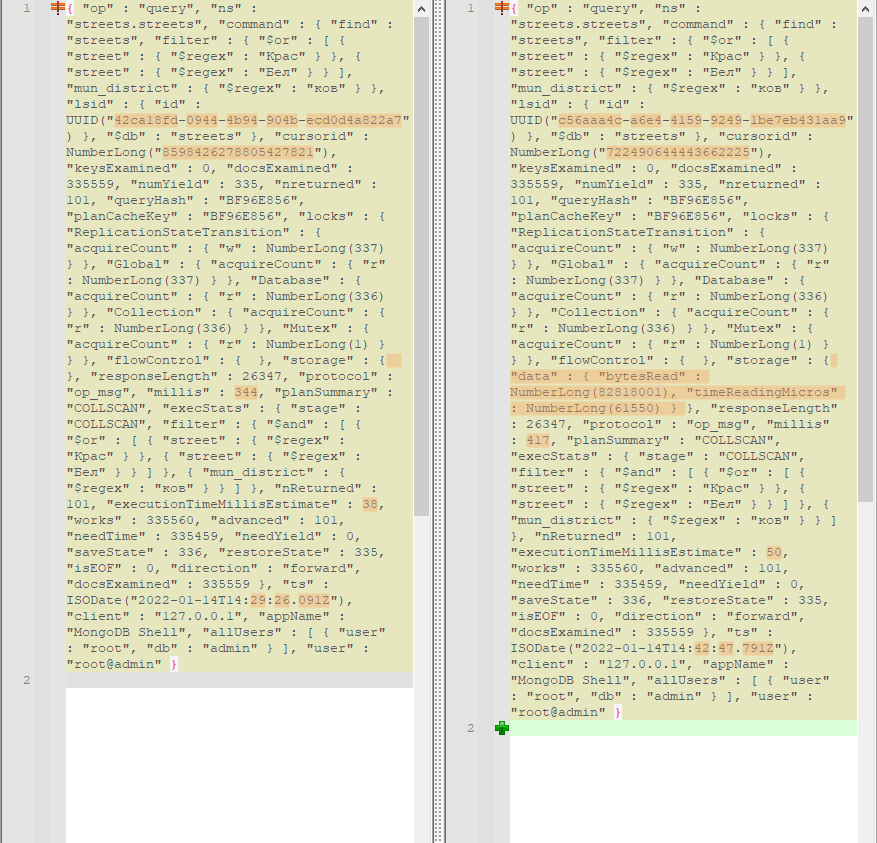 1
{ "op" : "query", "ns" :
"streets.streets", "command" : { "find" :
"streets", "filter" : { "$or" : [ {
"street" : { "$regex" : "Крас" } }, {
"street" : { "$regex" : "Вел" } } ],
"mun_district" : { "$regex" : "ков" } },
"lsid" : { "id" :
UUID("42ca18fd-0944-4b94-904b-ecd0d4a822a7"
) }, "$db" : "streets" }, "cursorid" :
NumberLong("8598426278805427821"),
"keysExamined" : 0, "docsExamined" :
335559, "numYield" : 335, "nreturned" :
101, "queryHash" : "BF96E856",
"planCacheKey" : "BF96E856", "locks" : {
"ReplicationStateTransition" : {
"acquireCount" : { "w" : NumberLong(337)
} }, "Global" : { "acquireCount" : { "r"
: NumberLong(337) } }, "Database" : {
"acquireCount" : { "r" : NumberLong(336)
} }, "Collection" : { "acquireCount" : {
"r" : NumberLong(336) } }, "Mutex" : {
"acquireCount" : { "r" : NumberLong(1) }
} }, "flowControl" : {  }, "storage" : {
}, "responseLength" : 26347, "protocol" :
"op_msg", "millis" : 344, "planSummary" :
"COLLSCAN", "execStats" : { "stage" :
"COLLSCAN", "filter" : { "$and" : [ {
"$or" : [ { "street" : { "$regex" :
"Крас" } }, { "street" : { "$regex" :
"Вел" } } ] }, { "mun_district" : {
"$regex" : "ков" } } ] }, "nReturned" :
101, "executionTimeMillisEstimate" : 38,
"works" : 335560, "advanced" : 101,
"needTime" : 335459, "needYield" : 0,
"saveState" : 336, "restoreState" : 335,
"isEOF" : 0, "direction" : "forward",
"docsExamined" : 335559 }, "ts" :
ISODate("2022-01-14T14:29:26.091Z"),
"client" : "127.0.0.1", "appName" :
"MongoDB Shell", "allUsers" : [ { "user"
: "root", "db" : "admin" } ], "user" :
"root@admin" }
2
1
{ "op" : "query", "ns" :
"streets.streets", "command" : { "find" :
"streets", "filter" : { "$or" : [ {
"street" : { "$regex" : "Крас" } }, {
"street" : { "$regex" : "Вел" } } ],
"mun_district" : { "$regex" : "ков" } },
"lsid" : { "id" :
UUID("c56aaa4c-a6e4-4159-9249-1be7eb431aa9"
) }, "$db" : "streets" }, "cursorid" :
NumberLong("722490644443662225"),
"keysExamined" : 0, "docsExamined" :
335559, "numYield" : 335, "nreturned" :
101, "queryHash" : "BF96E856",
"planCacheKey" : "BF96E856", "locks" : {
"ReplicationStateTransition" : {
"acquireCount" : { "w" : NumberLong(337)
} }, "Global" : { "acquireCount" : { "r"
: NumberLong(337) } }, "Database" : {
"acquireCount" : { "r" : NumberLong(336)
} }, "Collection" : { "acquireCount" : {
"r" : NumberLong(336) } }, "Mutex" : {
"acquireCount" : { "r" : NumberLong(1) }
} }, "flowControl" : {  }, "storage" : {
"data" : { "bytesRead" :
NumberLong(82818001), "timeReadingMicros"
: NumberLong(61550) } }, "responseLength"
: 26347, "protocol" : "op_msg", "millis"
: 417, "planSummary" : "COLLSCAN",
"execStats" : { "stage" : "COLLSCAN",
"filter" : { "$and" : [ { "$or" : [ {
"street" : { "$regex" : "Крас" } }, {
"street" : { "$regex" : "Вел" } } ] }, {
"mun_district" : { "$regex" : "ков" } } ]
}, "nReturned" : 101,
"executionTimeMillisEstimate" : 50,
"works" : 335560, "advanced" : 101,
"needTime" : 335459, "needYield" : 0,
"saveState" : 336, "restoreState" : 335,
"isEOF" : 0, "direction" : "forward",
"docsExamined" : 335559 }, "ts" :
ISODate("2022-01-14T14:42:47.791Z"),
"client" : "127.0.0.1", "appName" :
"MongoDB Shell", "allUsers" : [ { "user"
: "root", "db" : "admin" } ], "user" :
"root@admin" }
2